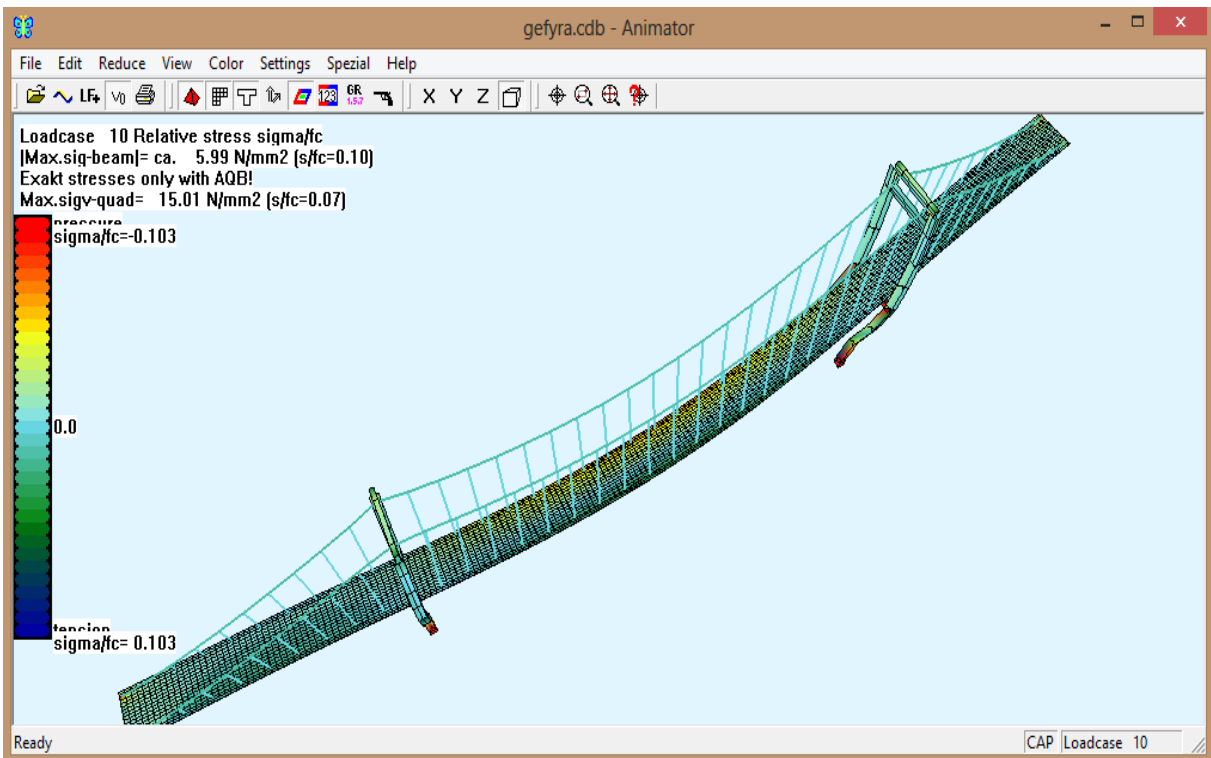 gefyra.cdb - Animator
File Edit Reduce View Color Settings Spezial Help
LF+ V0 123 GR 1.5.7 X Y Z
Loadcase 10 Relative stress sigma/fc
|Max.sig-beam|= ca. 5.99 N/mm2 (s/fc=0.10)
Exakt stresses only with AQB!
Max.sigv-quad= 15.01 N/mm2 (s/fc=0.07)
pressure
sigma/fc=-0.103
0.0
tension
sigma/fc= 0.103
Ready CAP Loadcase 10